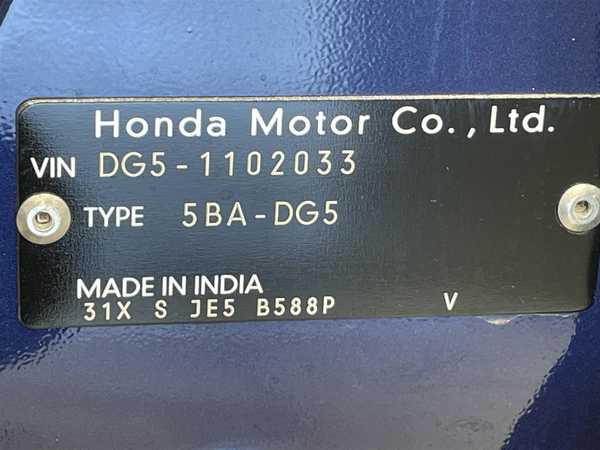 Honda Motor Co., Ltd.
VIN DG5-1102033
TYPE 5BA-DG5
MADE IN INDIA
31X S JE5 B588P V